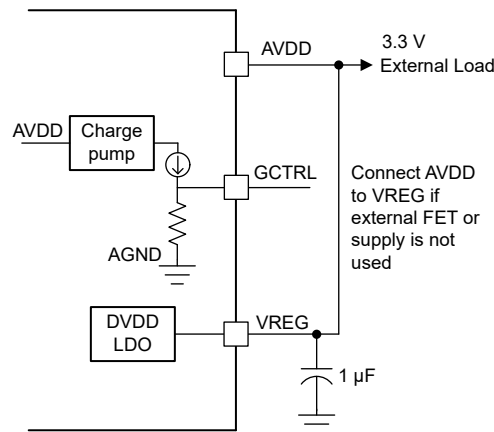 AVDD
3.3 V
External Load
AVDD
Charge
pump
GCTRL
Connect AVDD
to VREG if
external FET or
supply is not
used
AGND
DVDD
LDO
VREG
1 µF